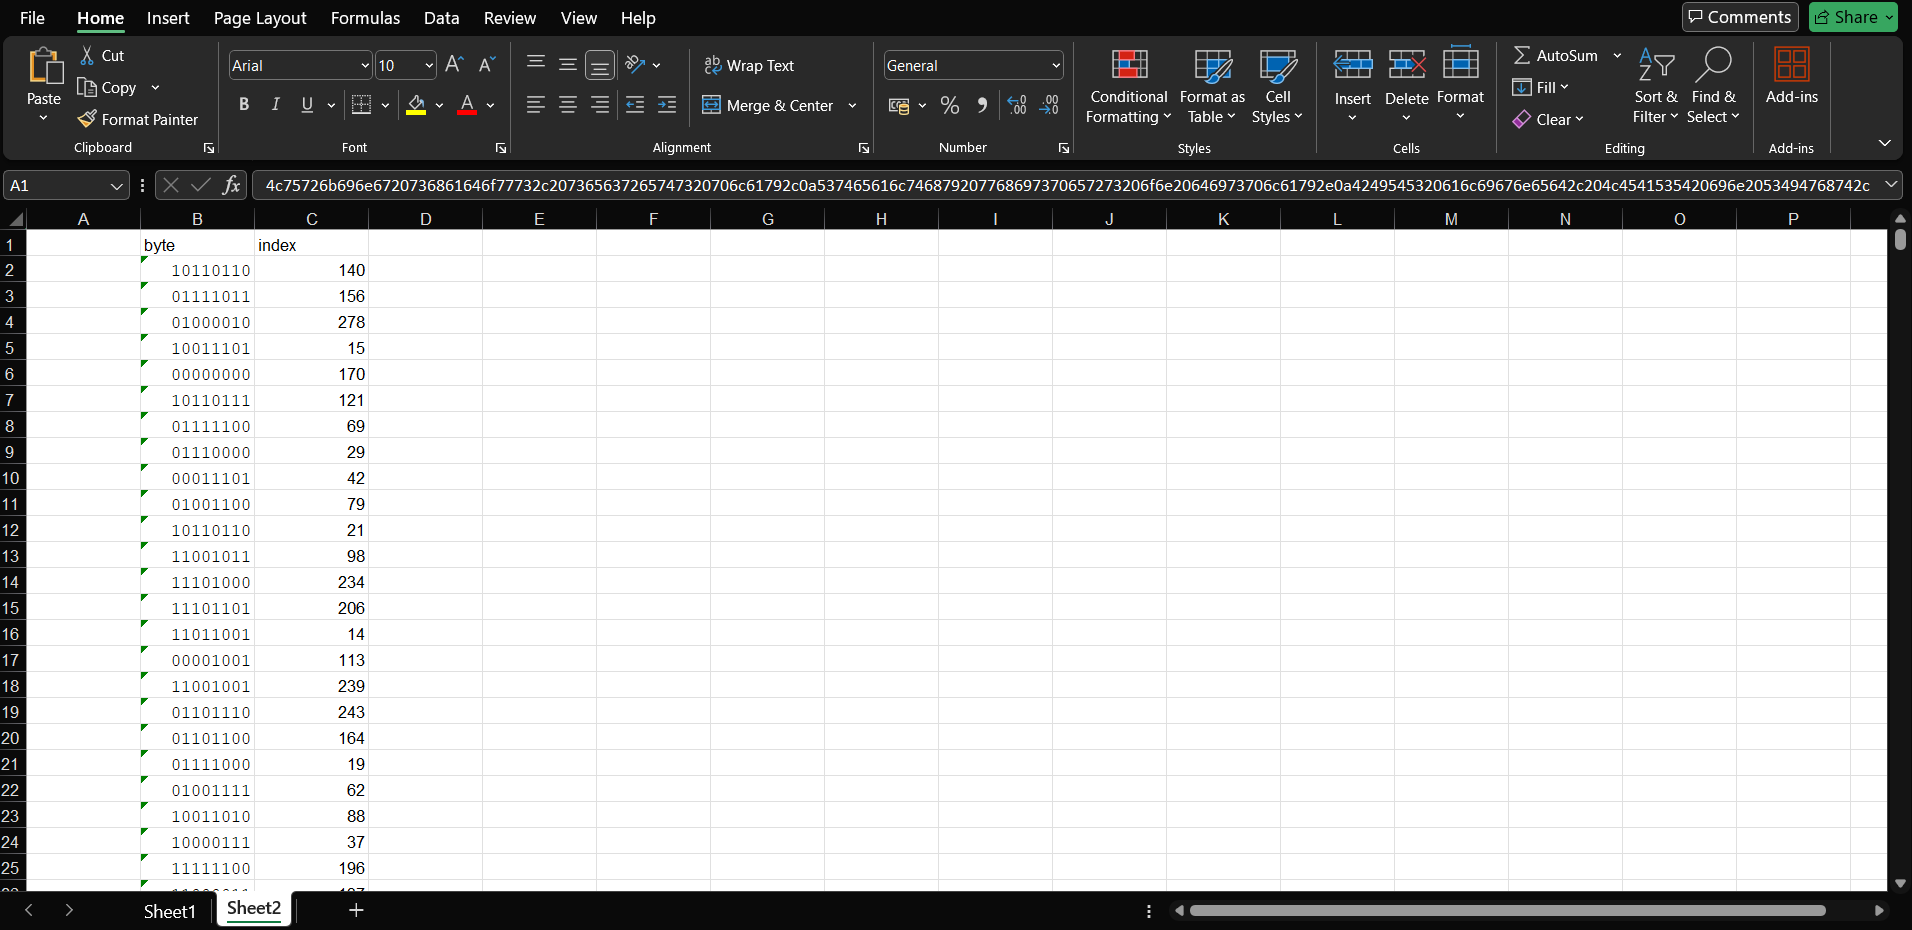 File Home Insert Page Layout Formulas Data Review View Help Comments Share
Paste Cut Copy Format Painter Clipboard
Arial 10 A A B I U A Font
ab Wrap Text Merge & Center Alignment
General % 9 .00 .00 Number
Conditional Formatting Format as Table Cell Styles Styles
Insert Delete Format Cells
AutoSum Fill Clear Sort & Filter Find & Select Editing
Add-ins Add-ins
A1 fx 4c75726b696e6720736861646f77732c207365637265747320706c61792c0a537465616c7468792077686973706572273206f6e20646973706c61792e0a4249545320616c69676e65642c204c4541535420696e2053494768742c
A B C D E F G H I J K L M N O P
1 byte index
2 10110110 140
3 01111011 156
4 01000010 278
5 10011101 15
6 00000000 170
7 10110111 121
8 01111100 69
9 01110000 29
10 00011101 42
11 01001100 79
12 10110110 21
13 11001011 98
14 11101000 234
15 11101101 206
16 11011001 14
17 00001001 113
18 11001001 239
19 01101110 243
20 01101100 164
21 01111000 19
22 01001111 62
23 10011010 88
24 10000111 37
25 11111100 196
Sheet1 Sheet2